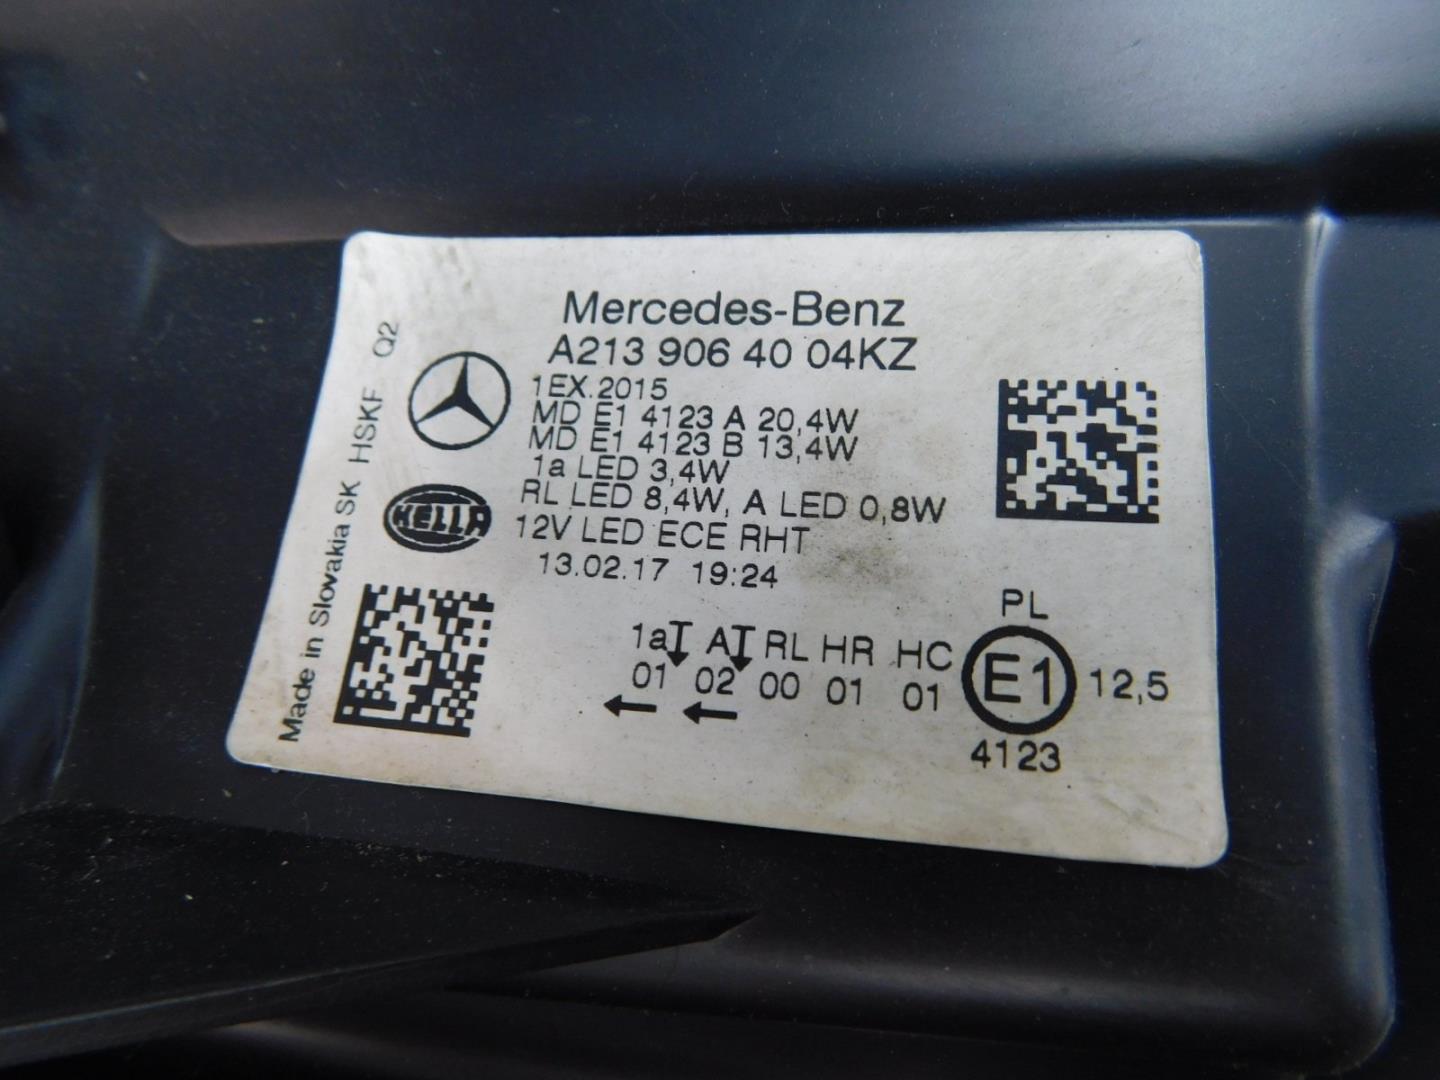 Mercedes-Benz
A213 906 40 04KZ
1EX.2015
MD E1 4123 A 20,4W
MD E1 4123 B 13,4W
1a LED 3,4W
RL LED 8,4W, A LED 0,8W
12V LED ECE RHT
13.02.17 19:24
HELLA
Made in Slovakia SK HSKF Q2
1a A RL HR HC
01 02 00 01 01
PL
E1 12,5
4123